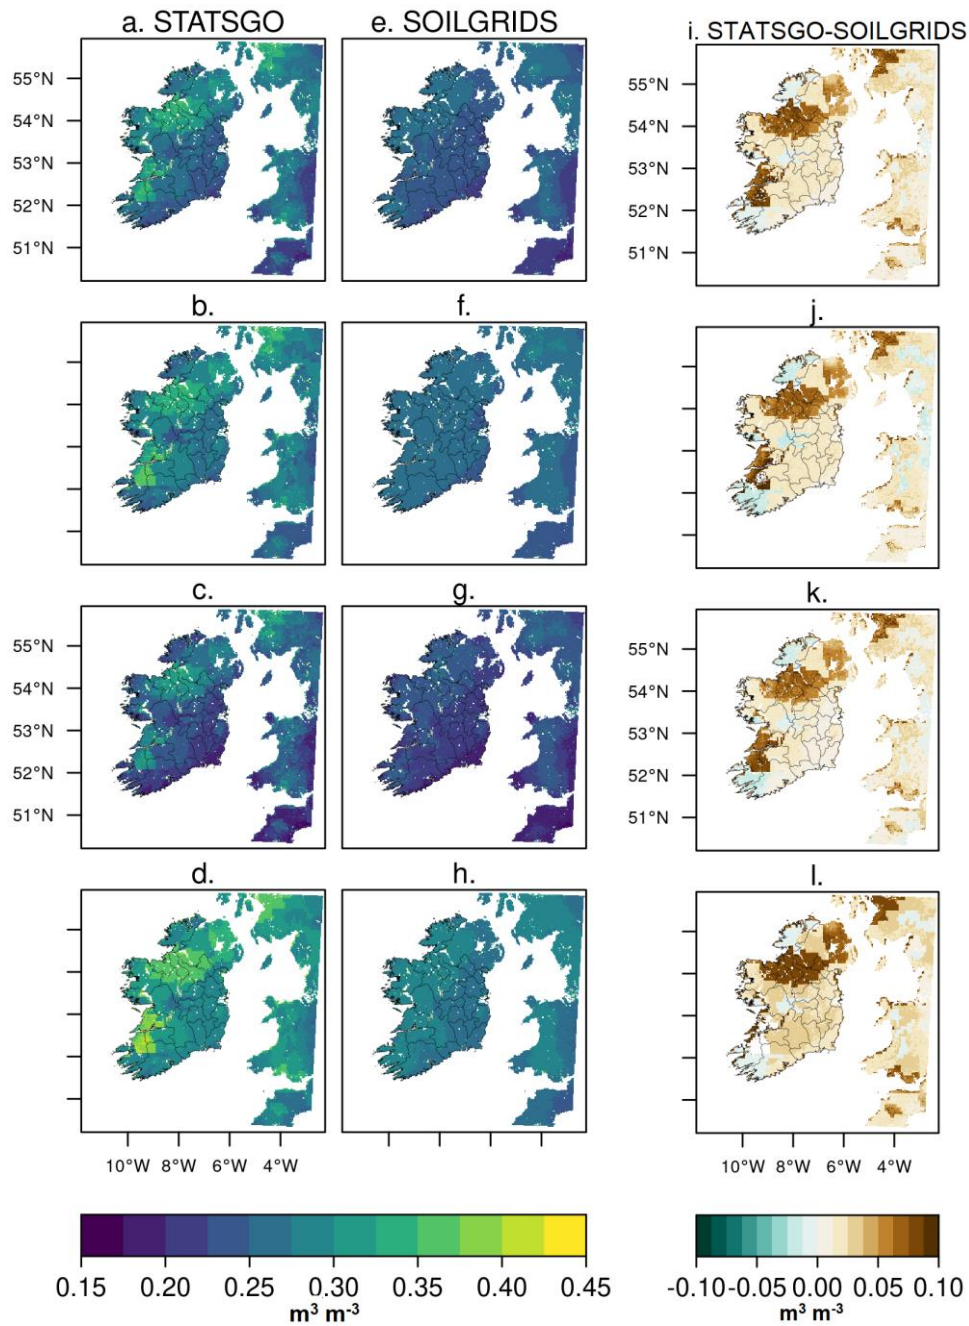 a. STATSGO
e. SOILGRIDS
i. STATSGO-SOILGRIDS
55°N
54°N
53°N
52°N
51°N
55°N
54°N
53°N
52°N
51°N
b.
f.
j.
c.
g.
k.
55°N
54°N
53°N
52°N
51°N
55°N
54°N
53°N
52°N
51°N
d.
h.
l.
10°W 8°W 6°W 4°W
10°W 8°W 6°W 4°W
0.15 0.20 0.25 0.30 0.35 0.40 0.45
m³ m⁻³
-0.10 -0.05 0.00 0.05 0.10
m³ m⁻³